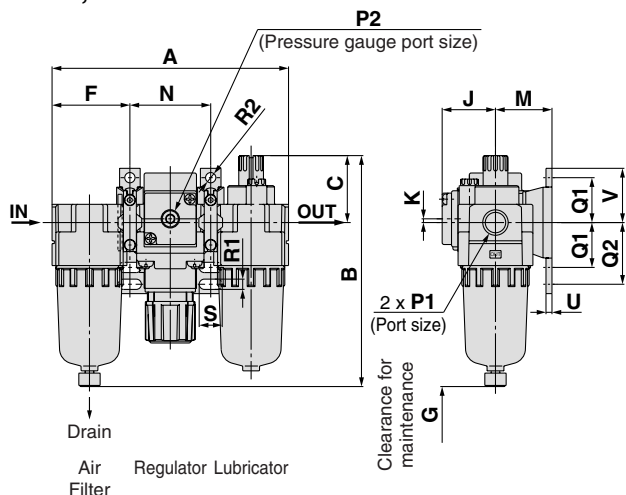 P2
(Pressure gauge port size)
A
F
N
R2
J
M
C
K
Q1
V
IN
OUT
B
R1
Q1
Q2
S
2 x P1
(Port size)
U
Clearance for
maintenance
G
Drain
Air
Filter
Regulator
Lubricator